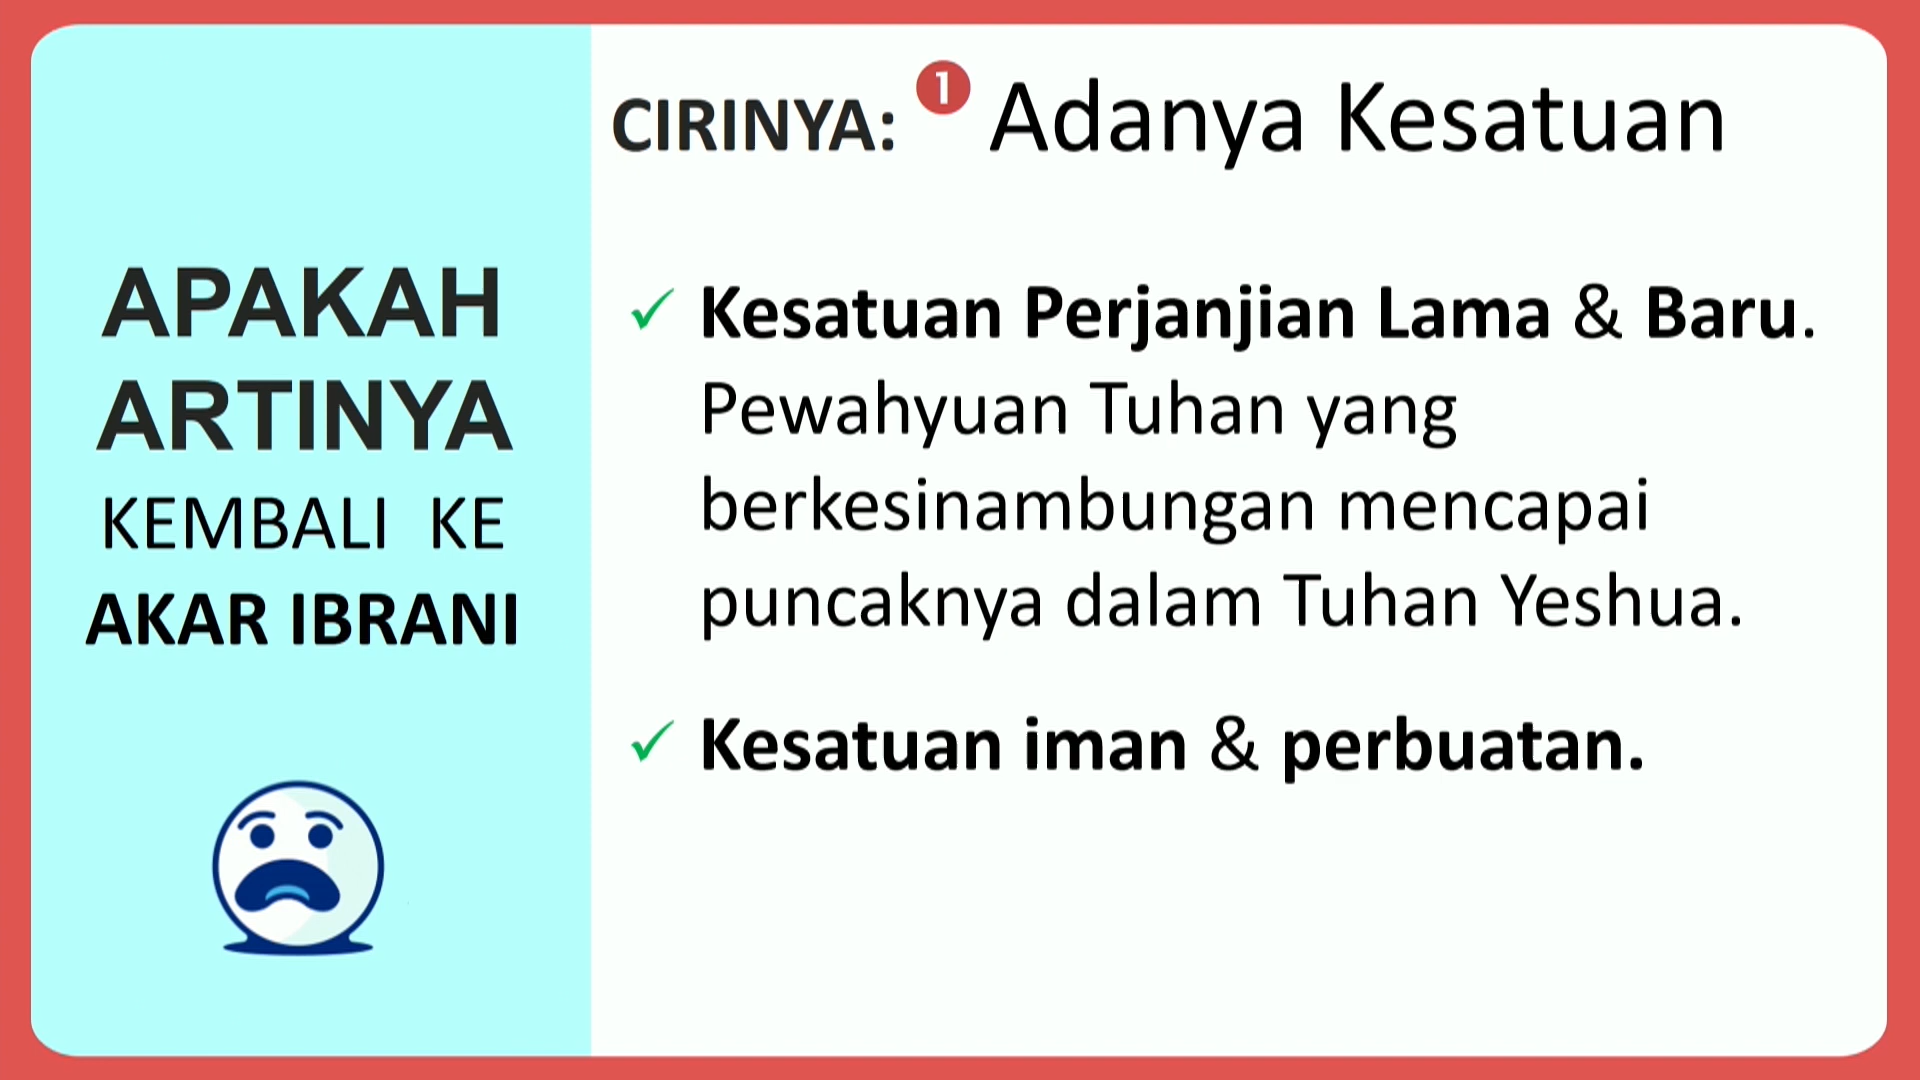 APAKAH
ARTINYA
KEMBALI KE
AKAR IBRANI
CIRINYA: 1 Adanya Kesatuan
✓ Kesatuan Perjanjian Lama & Baru.
Pewahyuan Tuhan yang
berkesinambungan mencapai
puncaknya dalam Tuhan Yeshua.
✓ Kesatuan iman & perbuatan.